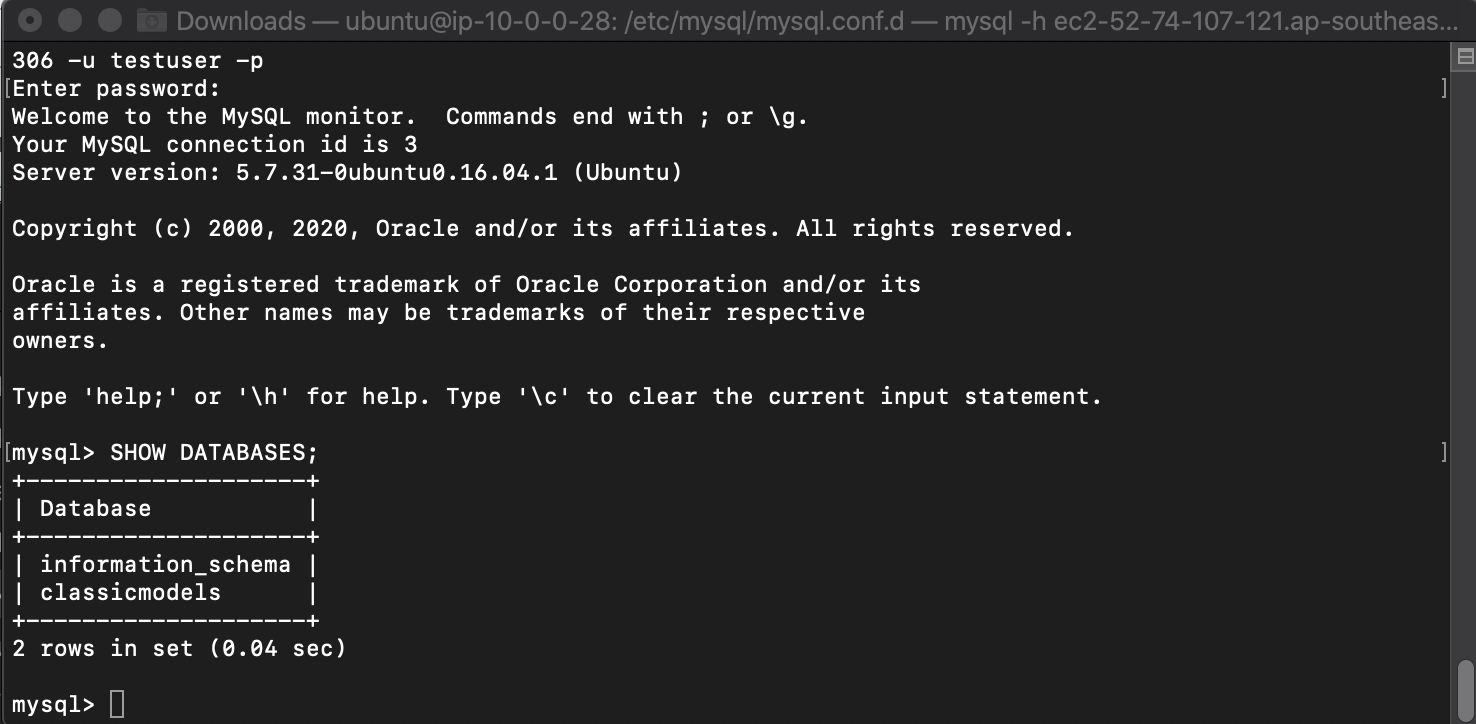 Downloads — ubuntu@ip-10-0-0-28: /etc/mysql/mysql.conf.d — mysql -h ec2-52-74-107-121.ap-southeas...
306 -u testuser -p
[Enter password: ]
Welcome to the MySQL monitor.  Commands end with ; or \g.
Your MySQL connection id is 3
Server version: 5.7.31-0ubuntu0.16.04.1 (Ubuntu)
Copyright (c) 2000, 2020, Oracle and/or its affiliates. All rights reserved.
Oracle is a registered trademark of Oracle Corporation and/or its
affiliates. Other names may be trademarks of their respective
owners.
Type 'help;' or '\h' for help. Type '\c' to clear the current input statement.
[mysql> SHOW DATABASES; ]
+--------------------+
| Database           |
+--------------------+
| information_schema |
| classicmodels      |
+--------------------+
2 rows in set (0.04 sec)
mysql>